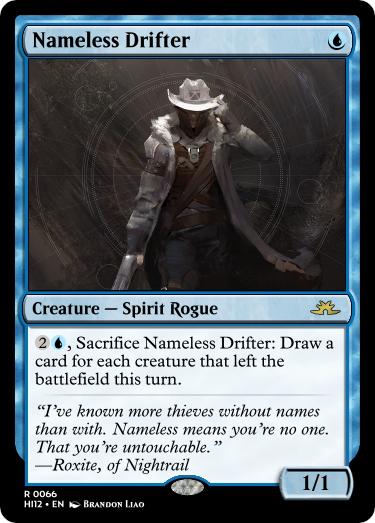 Nameless Drifter
Creature — Spirit Rogue
2, Sacrifice Nameless Drifter: Draw a
card for each creature that left the
battlefield this turn.
“I’ve known more thieves without names
than with. Nameless means you’re no one.
That you’re untouchable.”
—Roxite, of Nightrail
1/1
R 0066
HI12 • EN BRANDON LIAO